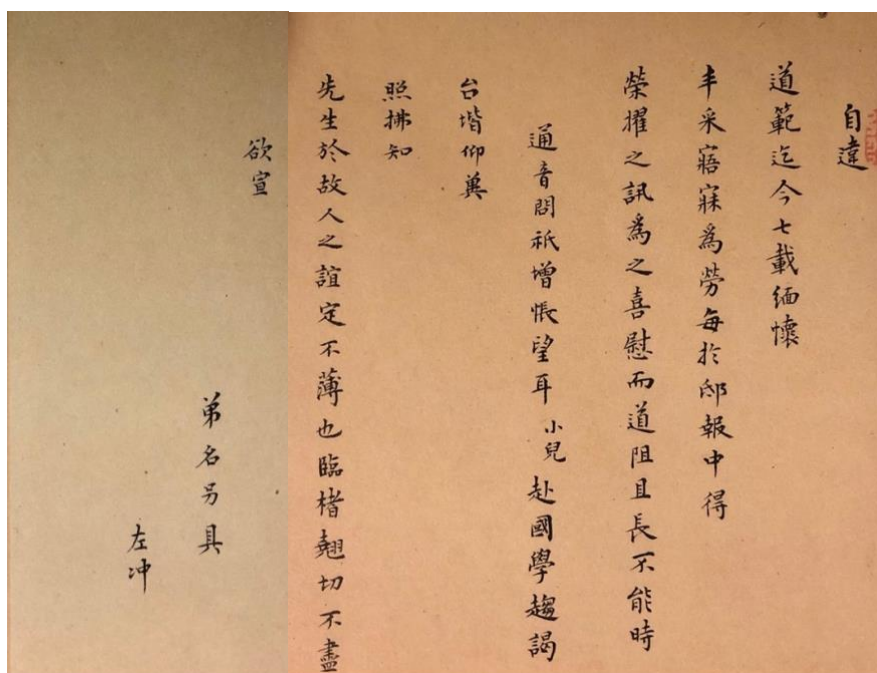 自違
道範迄今七載緬懷
丰采寤寐為勞每於邸報中得
榮擢之訊爲之喜慰而道阻且長不能時
通音問祇增悵望耳小兒赴國學趨謁
台堦仰冀
照拂知
先生於故人之誼定不薄也臨楮翹切不盡
欲宣
弟名另具
左冲